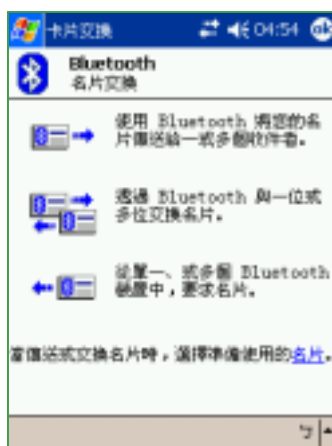 卡片交換
04:54
ok
Bluetooth
名片交換
使用 Bluetooth 將您的名
片傳送給一或多個收件者。
透過 Bluetooth 與一位或
多位交換名片。
從單一、或多個 Bluetooth
裝置中，要求名片。
當傳送或交換名片時，選擇準備使用的名片。
ㄅ